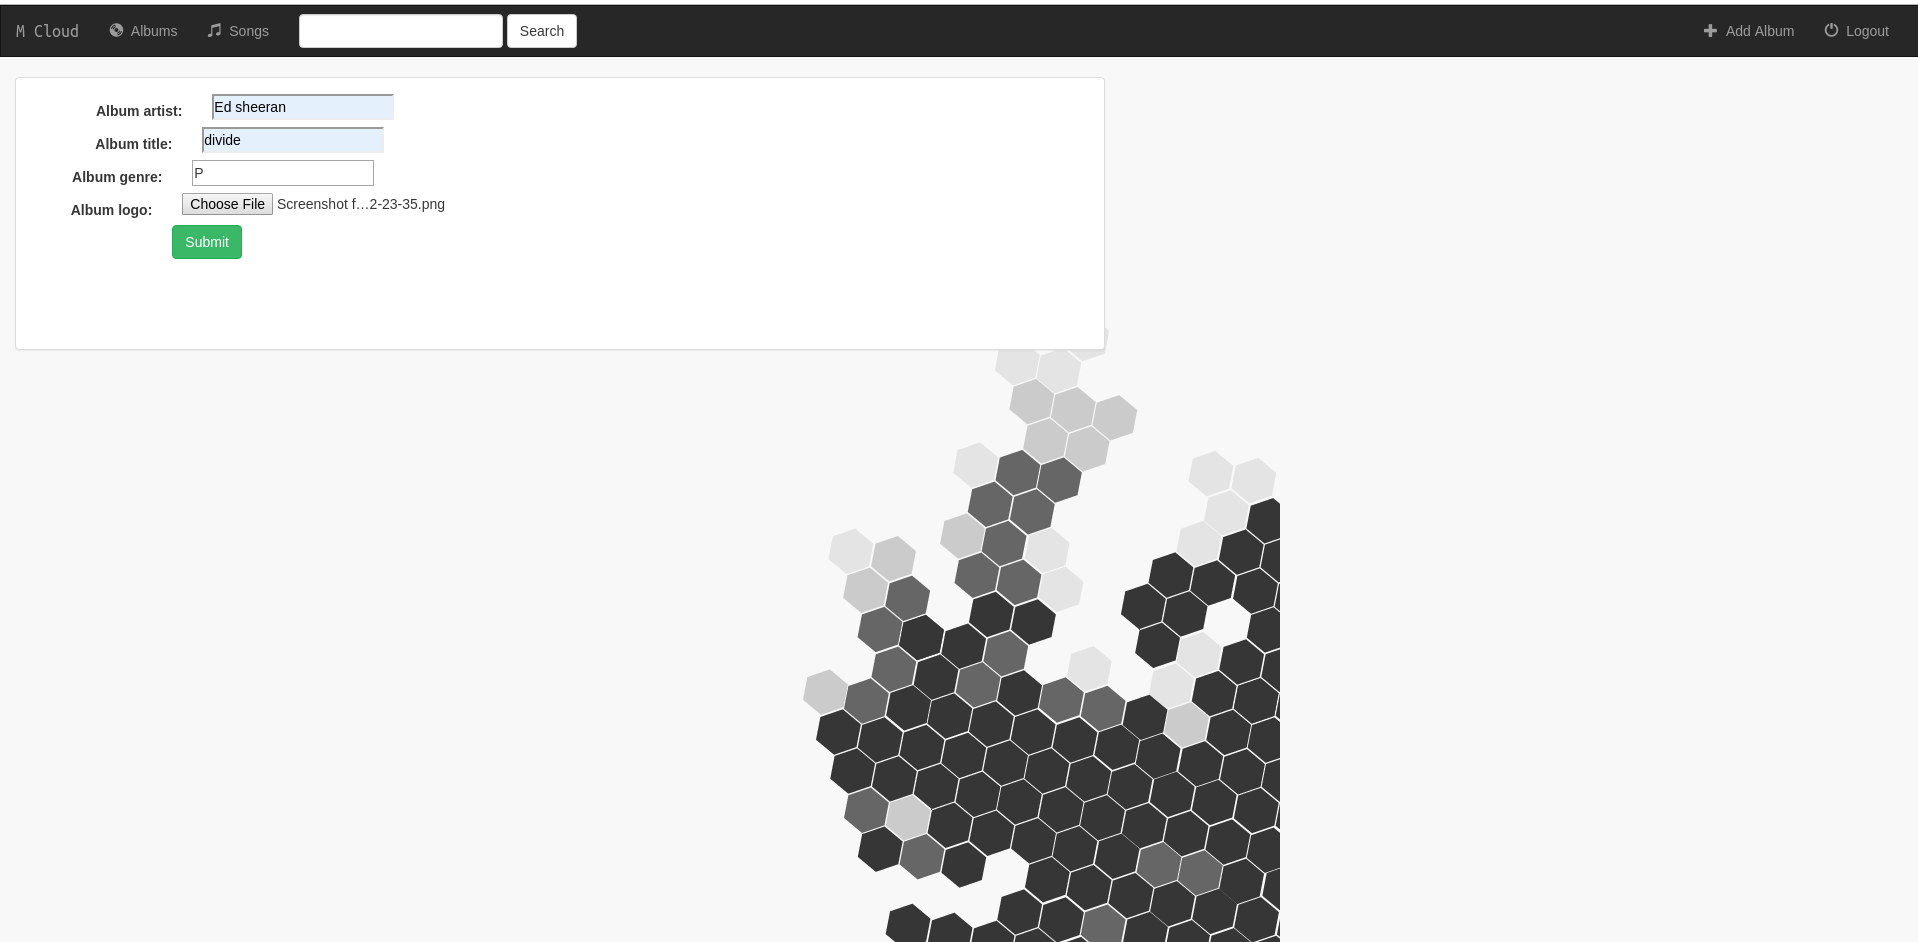 M Cloud Albums Songs Search Add Album Logout
Album artist: Ed sheeran
Album title: divide
Album genre: P
Album logo: Choose File Screenshot f...2-23-35.png
Submit